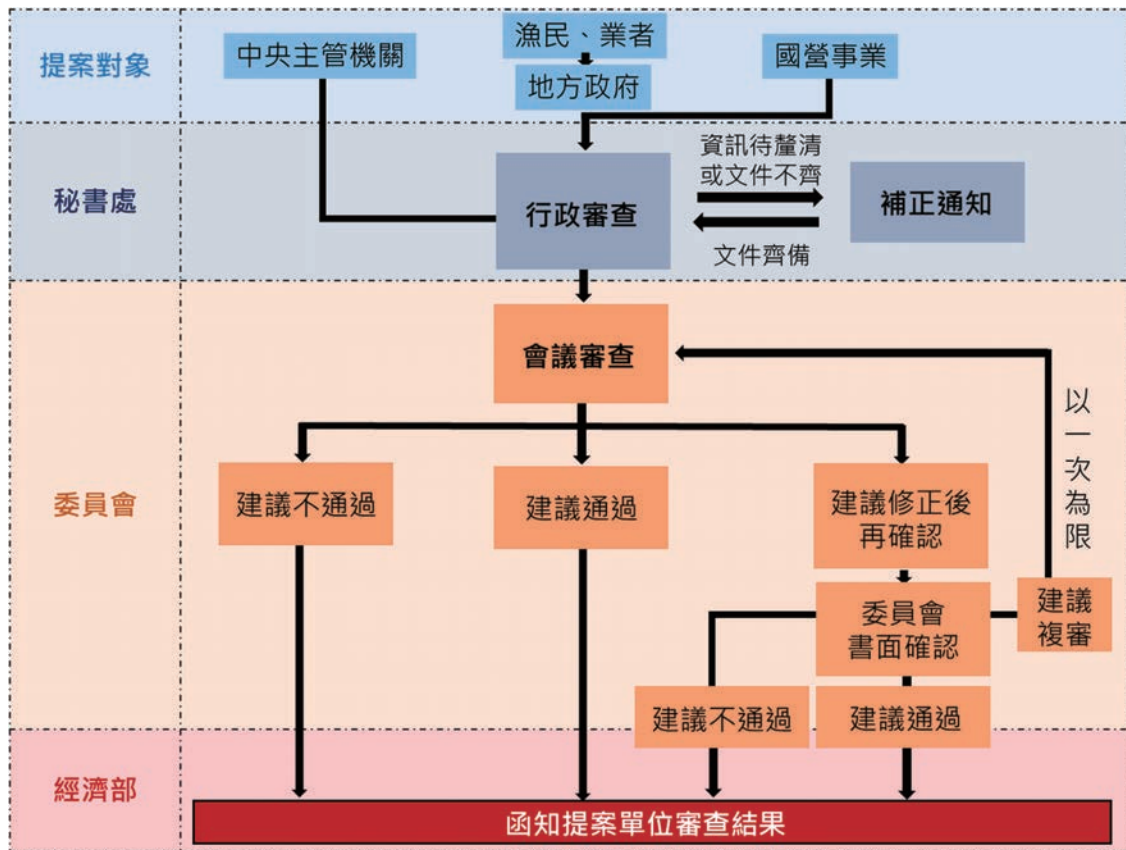 提案對象
中央主管機關
漁民、業者
地方政府
國營事業
秘書處
行政審查
資訊待釐清
或文件不齊
文件齊備
補正通知
委員會
會議審查
建議不通過
建議通過
建議修正後
再確認
委員會
書面確認
建議
複審
以一次為限
建議不通過
建議通過
經濟部
函知提案單位審查結果